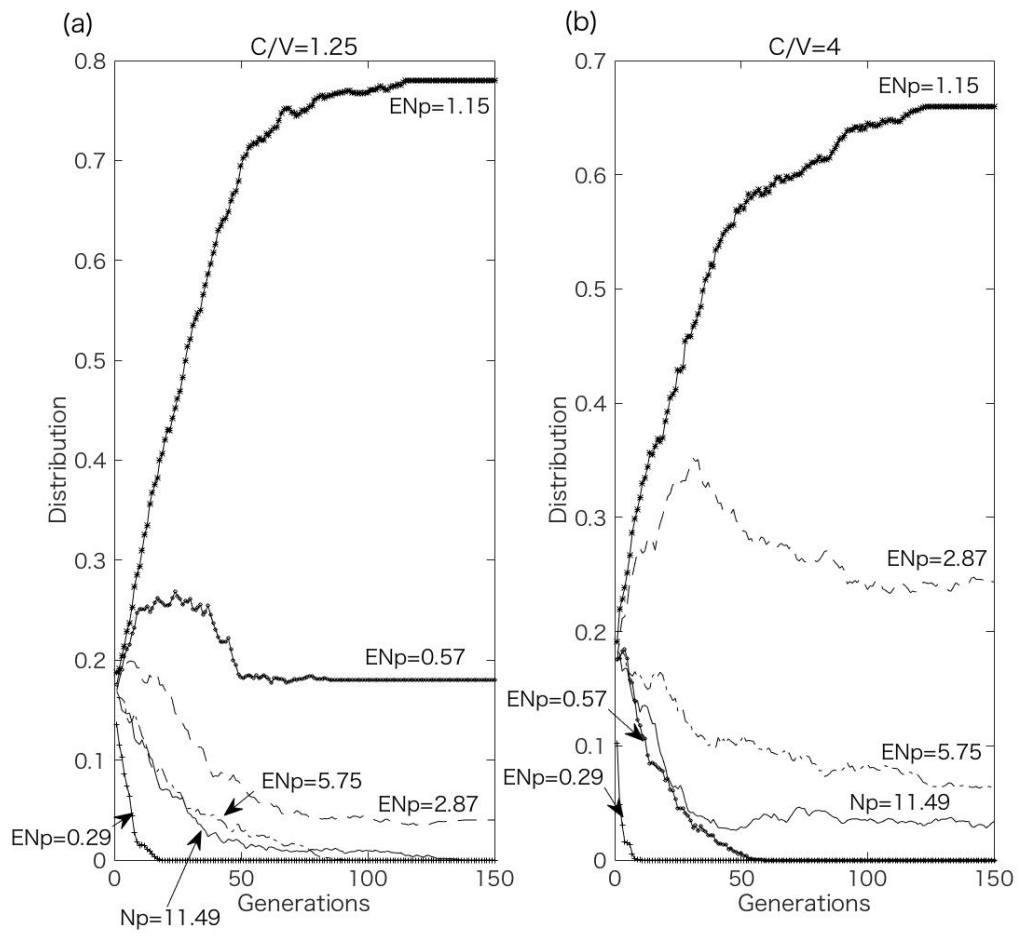 (a)
C/V=1.25
Distribution
0.8
0.7
0.6
0.5
0.4
0.3
0.2
0.1
0
ENp=1.15
ENp=0.57
ENp=5.75
ENp=2.87
ENp=0.29
Np=11.49
0 50 100 150
Generations
(b)
C/V=4
Distribution
0.7
0.6
0.5
0.4
0.3
0.2
0.1
0
ENp=1.15
ENp=2.87
ENp=0.57
ENp=5.75
ENp=0.29
Np=11.49
0 50 100 150
Generations